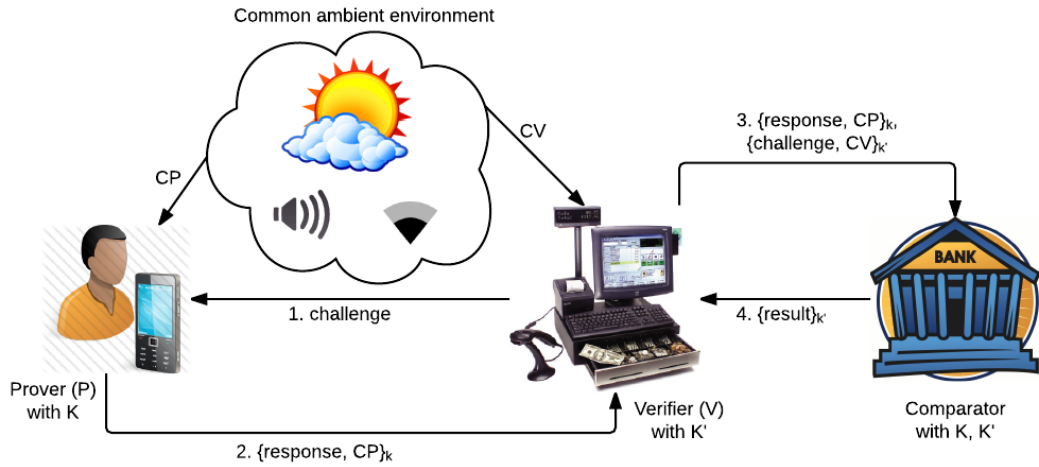 Common ambient environment
CP
CV
3. {response, CP}k,
{challenge, CV}k'
BANK
1. challenge
4. {result}k'
Prover (P)
with K
Verifier (V)
with K'
Comparator
with K, K'
2. {response, CP}k